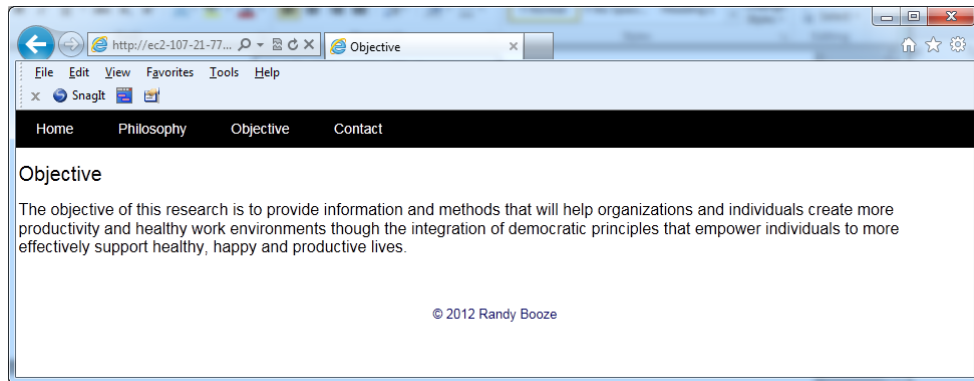 http://ec2-107-21-77... Objective
File Edit View Favorites Tools Help
x SnagIt
Home Philosophy Objective Contact
Objective
The objective of this research is to provide information and methods that will help organizations and individuals create more
productivity and healthy work environments though the integration of democratic principles that empower individuals to more
effectively support healthy, happy and productive lives.
© 2012 Randy Booze